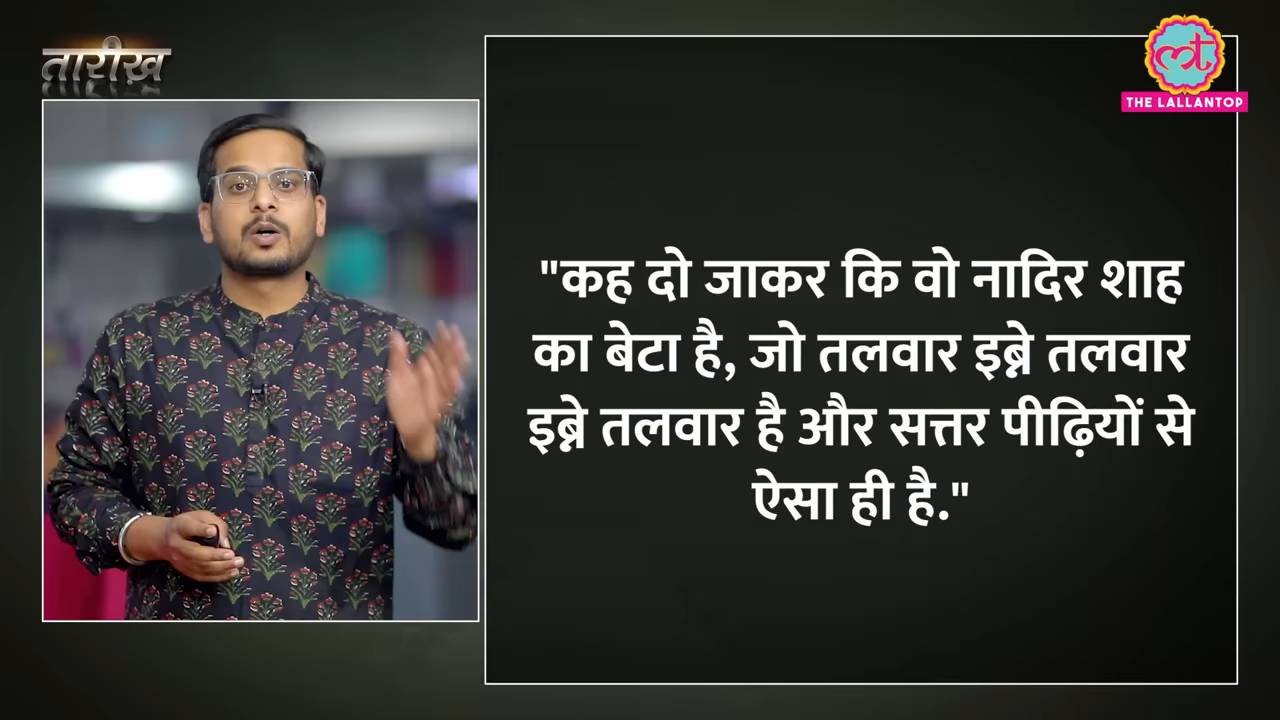 तारीख़
THE LALLANTOP
"कह दो जाकर कि वो नादिर शाह
का बेटा है, जो तलवार इब्ने तलवार
इब्ने तलवार है और सत्तर पीढ़ियों से
ऐसा ही है."